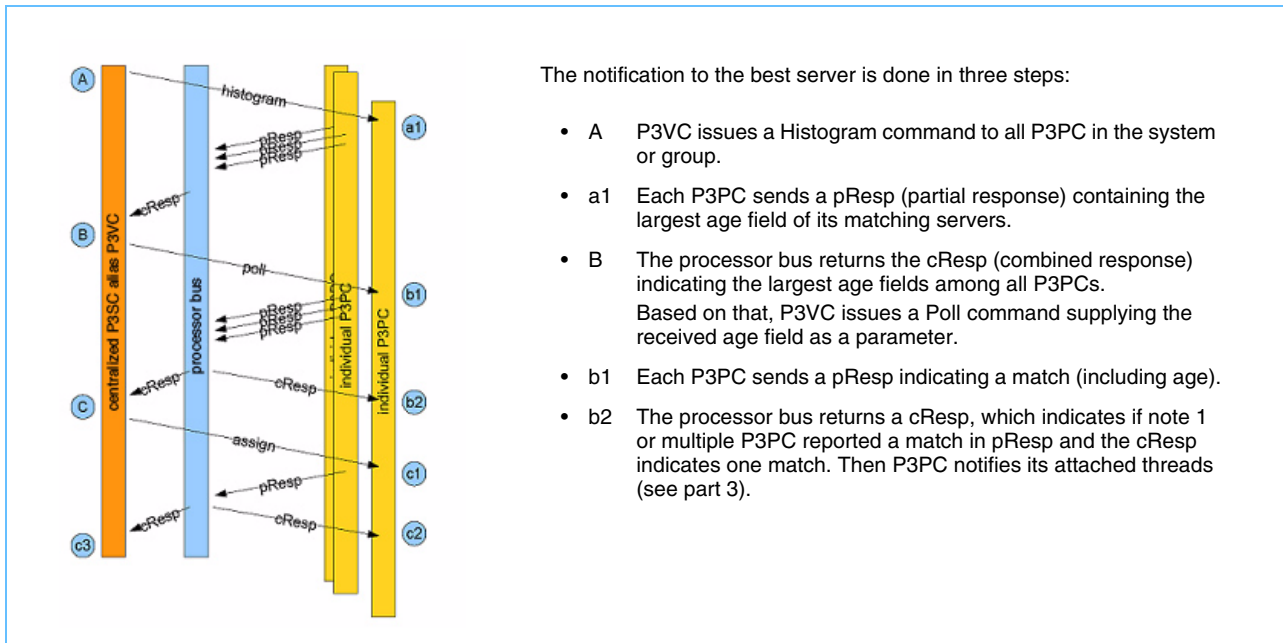 The notification to the best server is done in three steps:
• A P3VC issues a Histogram command to all P3PC in the system
or group.
• a1 Each P3PC sends a pResp (partial response) containing the
largest age field of its matching servers.
• B The processor bus returns the cResp (combined response)
indicating the largest age fields among all P3PCs.
Based on that, P3VC issues a Poll command supplying the
received age field as a parameter.
• b1 Each P3PC sends a pResp indicating a match (including age).
• b2 The processor bus returns a cResp, which indicates if note 1
or multiple P3PC reported a match in pResp and the cResp
indicates one match. Then P3PC notifies its attached threads
(see part 3).
A
histogram
a1
pResp
pResp
pResp
cResp
B
poll
b1
pResp
pResp
pResp
cResp
cResp
b2
C
assign
c1
pResp
cResp
cResp
c2
c3
centralized P3SC alias P3VC
processor bus
individual P3PC
individual P3PC